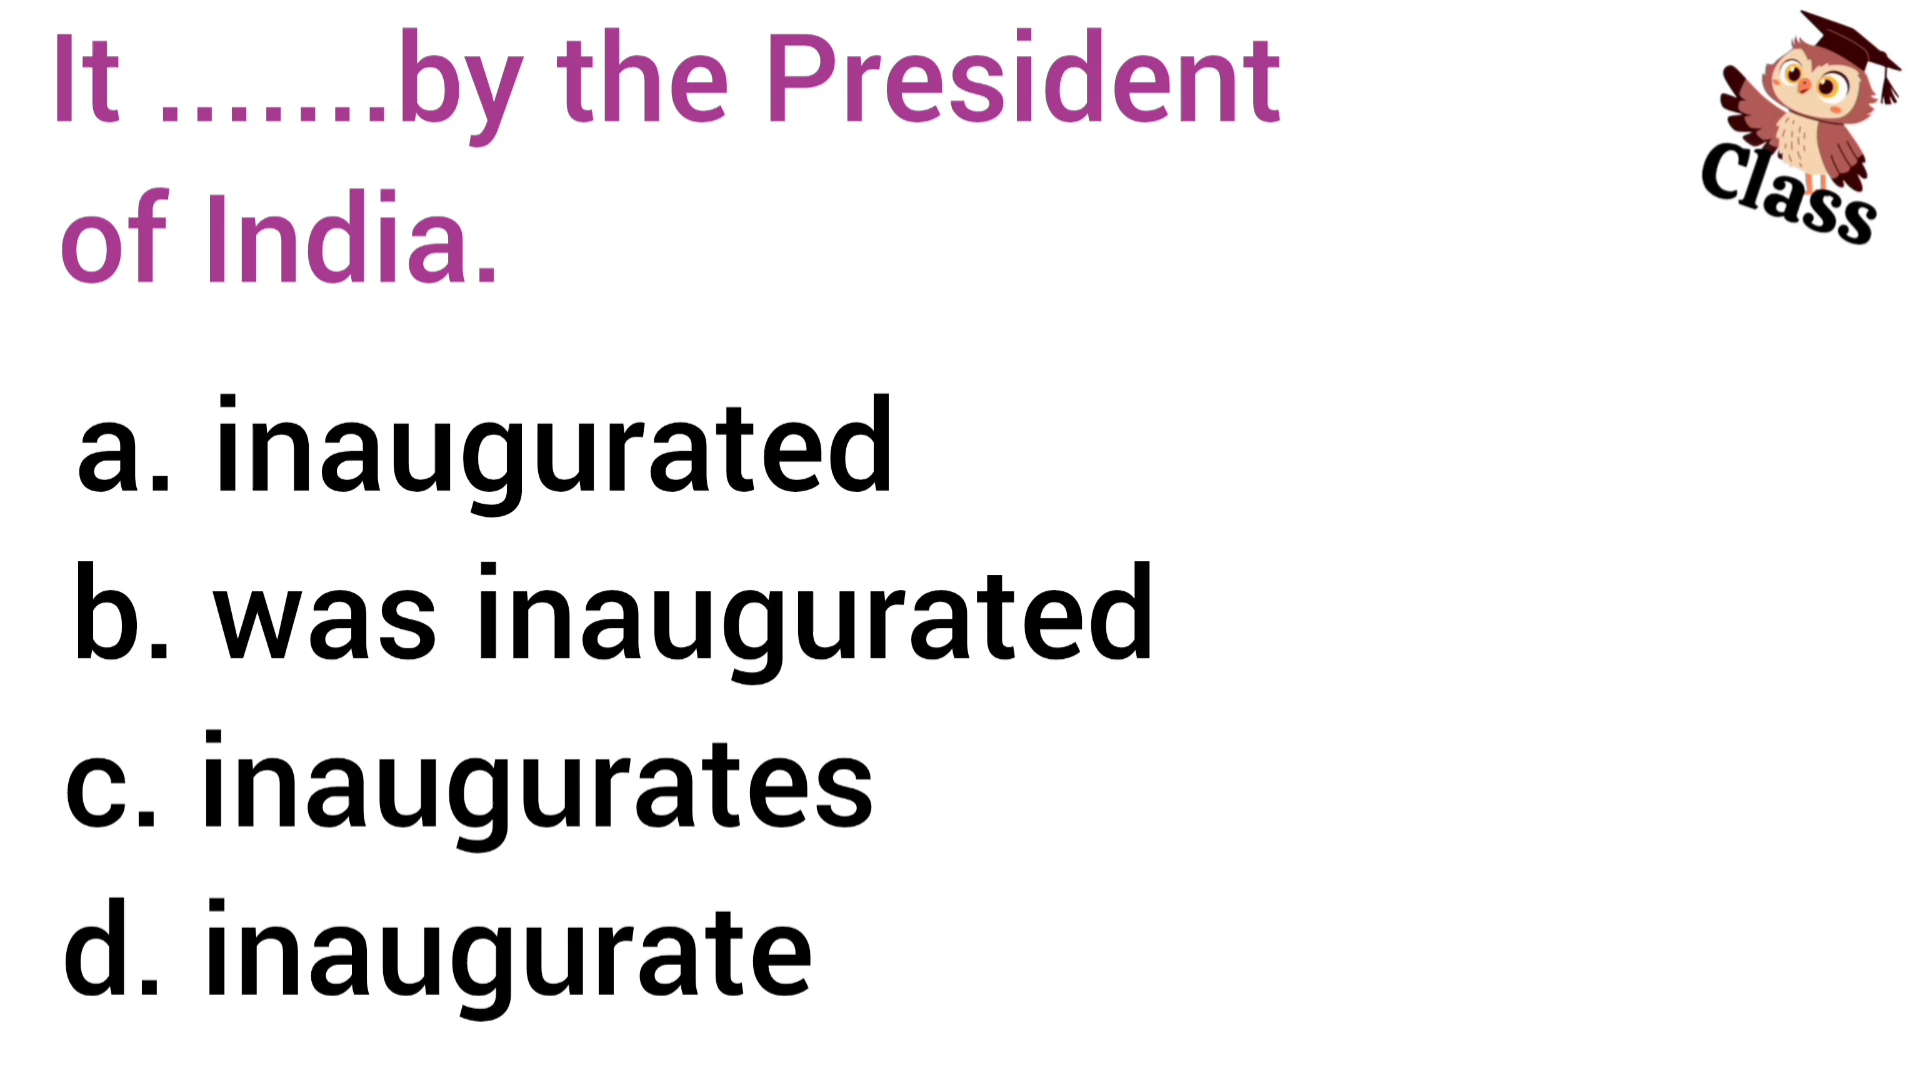 It .......by the President
of India.
Class
a. inaugurated
b. was inaugurated
c. inaugurates
d. inaugurate